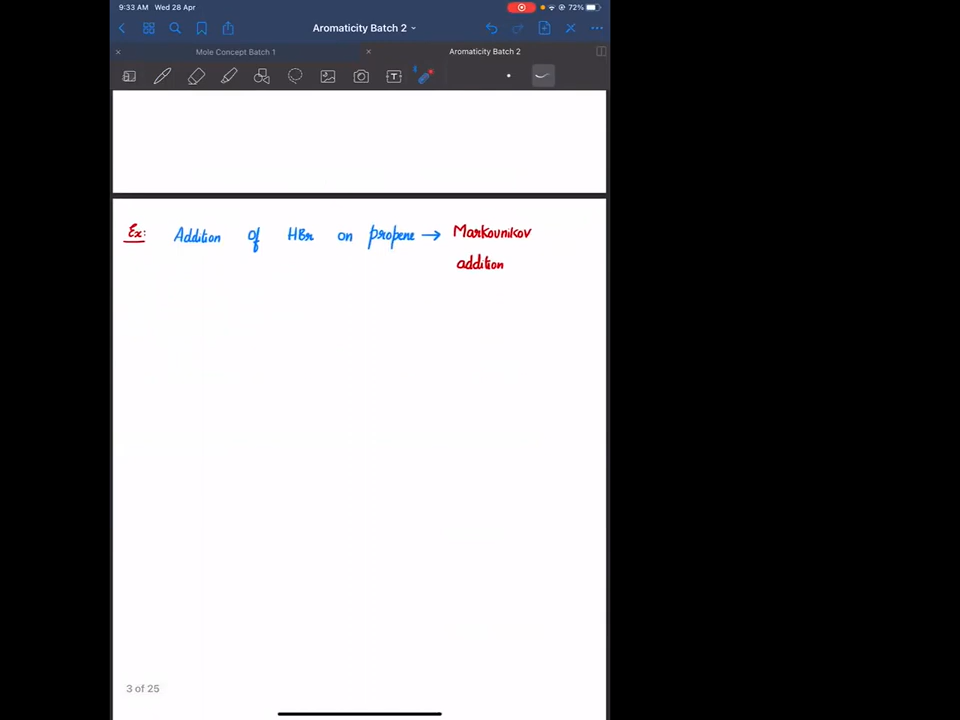 9:33 AM Wed 28 Apr
72%
Aromaticity Batch 2
Mole Concept Batch 1
Aromaticity Batch 2
Ex: Addition of HBr on propene → Markovnikov
addition
3 of 25